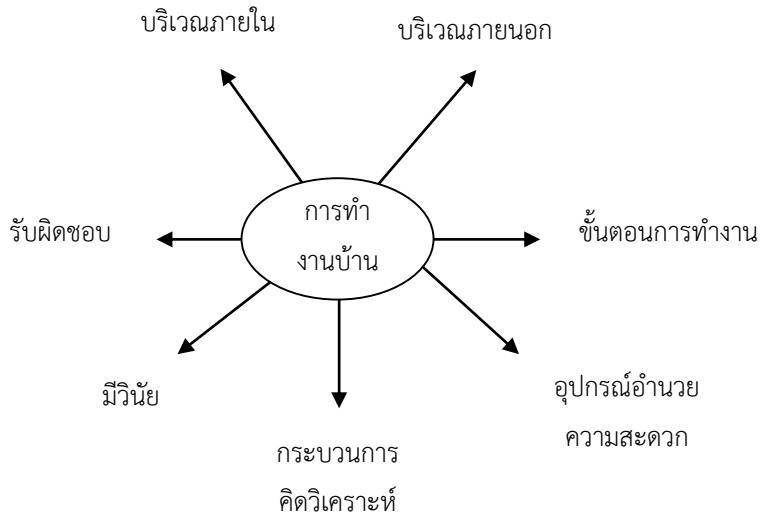 บริเวณภายใน
บริเวณภายนอก
การทำ
งานบ้าน
รับผิดชอบ
ขั้นตอนการทำงาน
มีวินัย
อุปกรณ์อำนวย
ความสะดวก
กระบวนการ
คิดวิเคราะห์